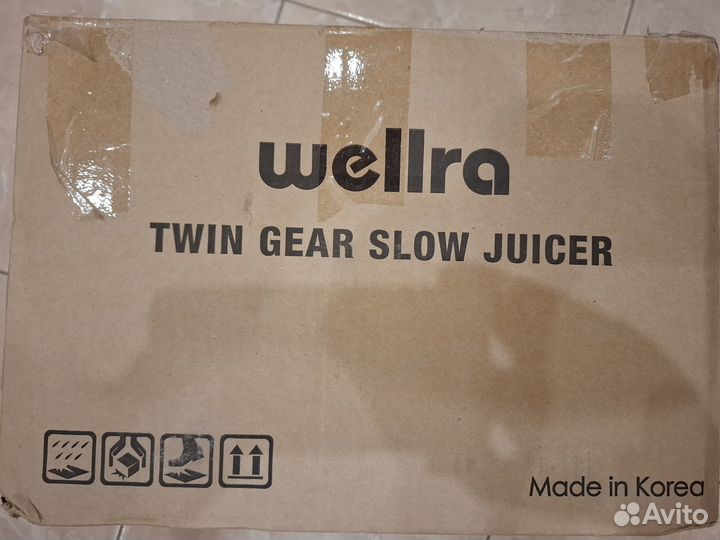 wellra
TWIN GEAR SLOW JUICER
Made in Korea
Avito